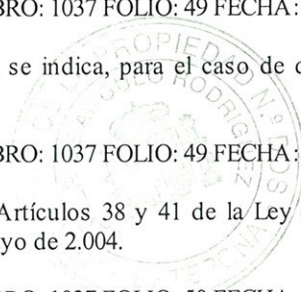 BRO: 1037 FOLIO: 49 FECHA:
se indica, para el caso de
BRO: 1037 FOLIO: 49 FECHA:
Artículos 38 y 41 de la Ley
yo de 2.004.